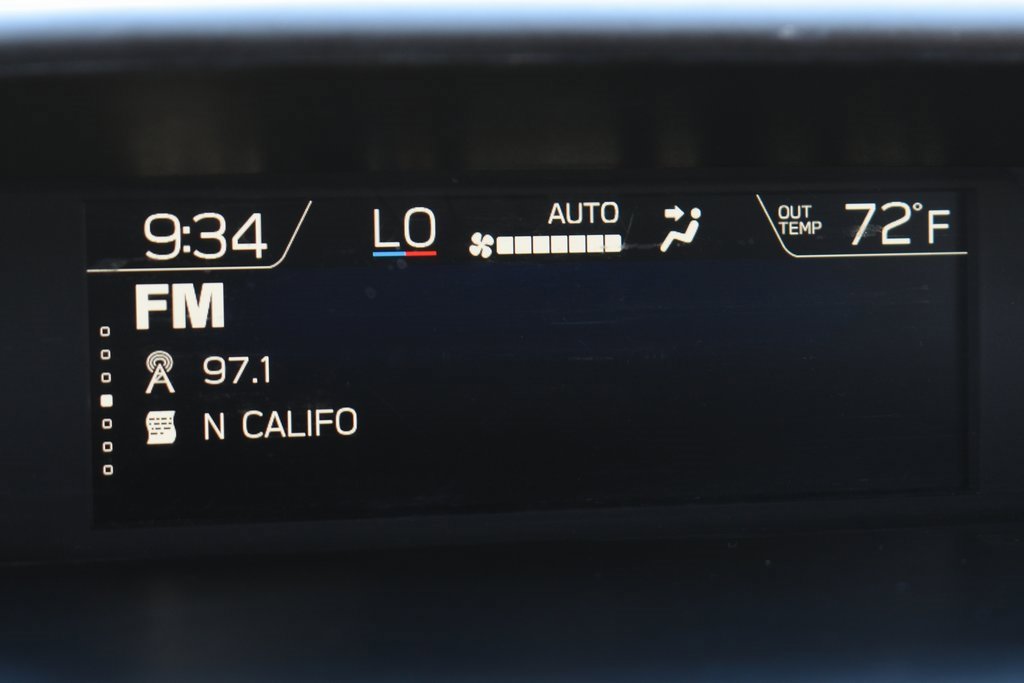 9:34 LO AUTO OUT TEMP 72°F
FM
97.1
N CALIFO